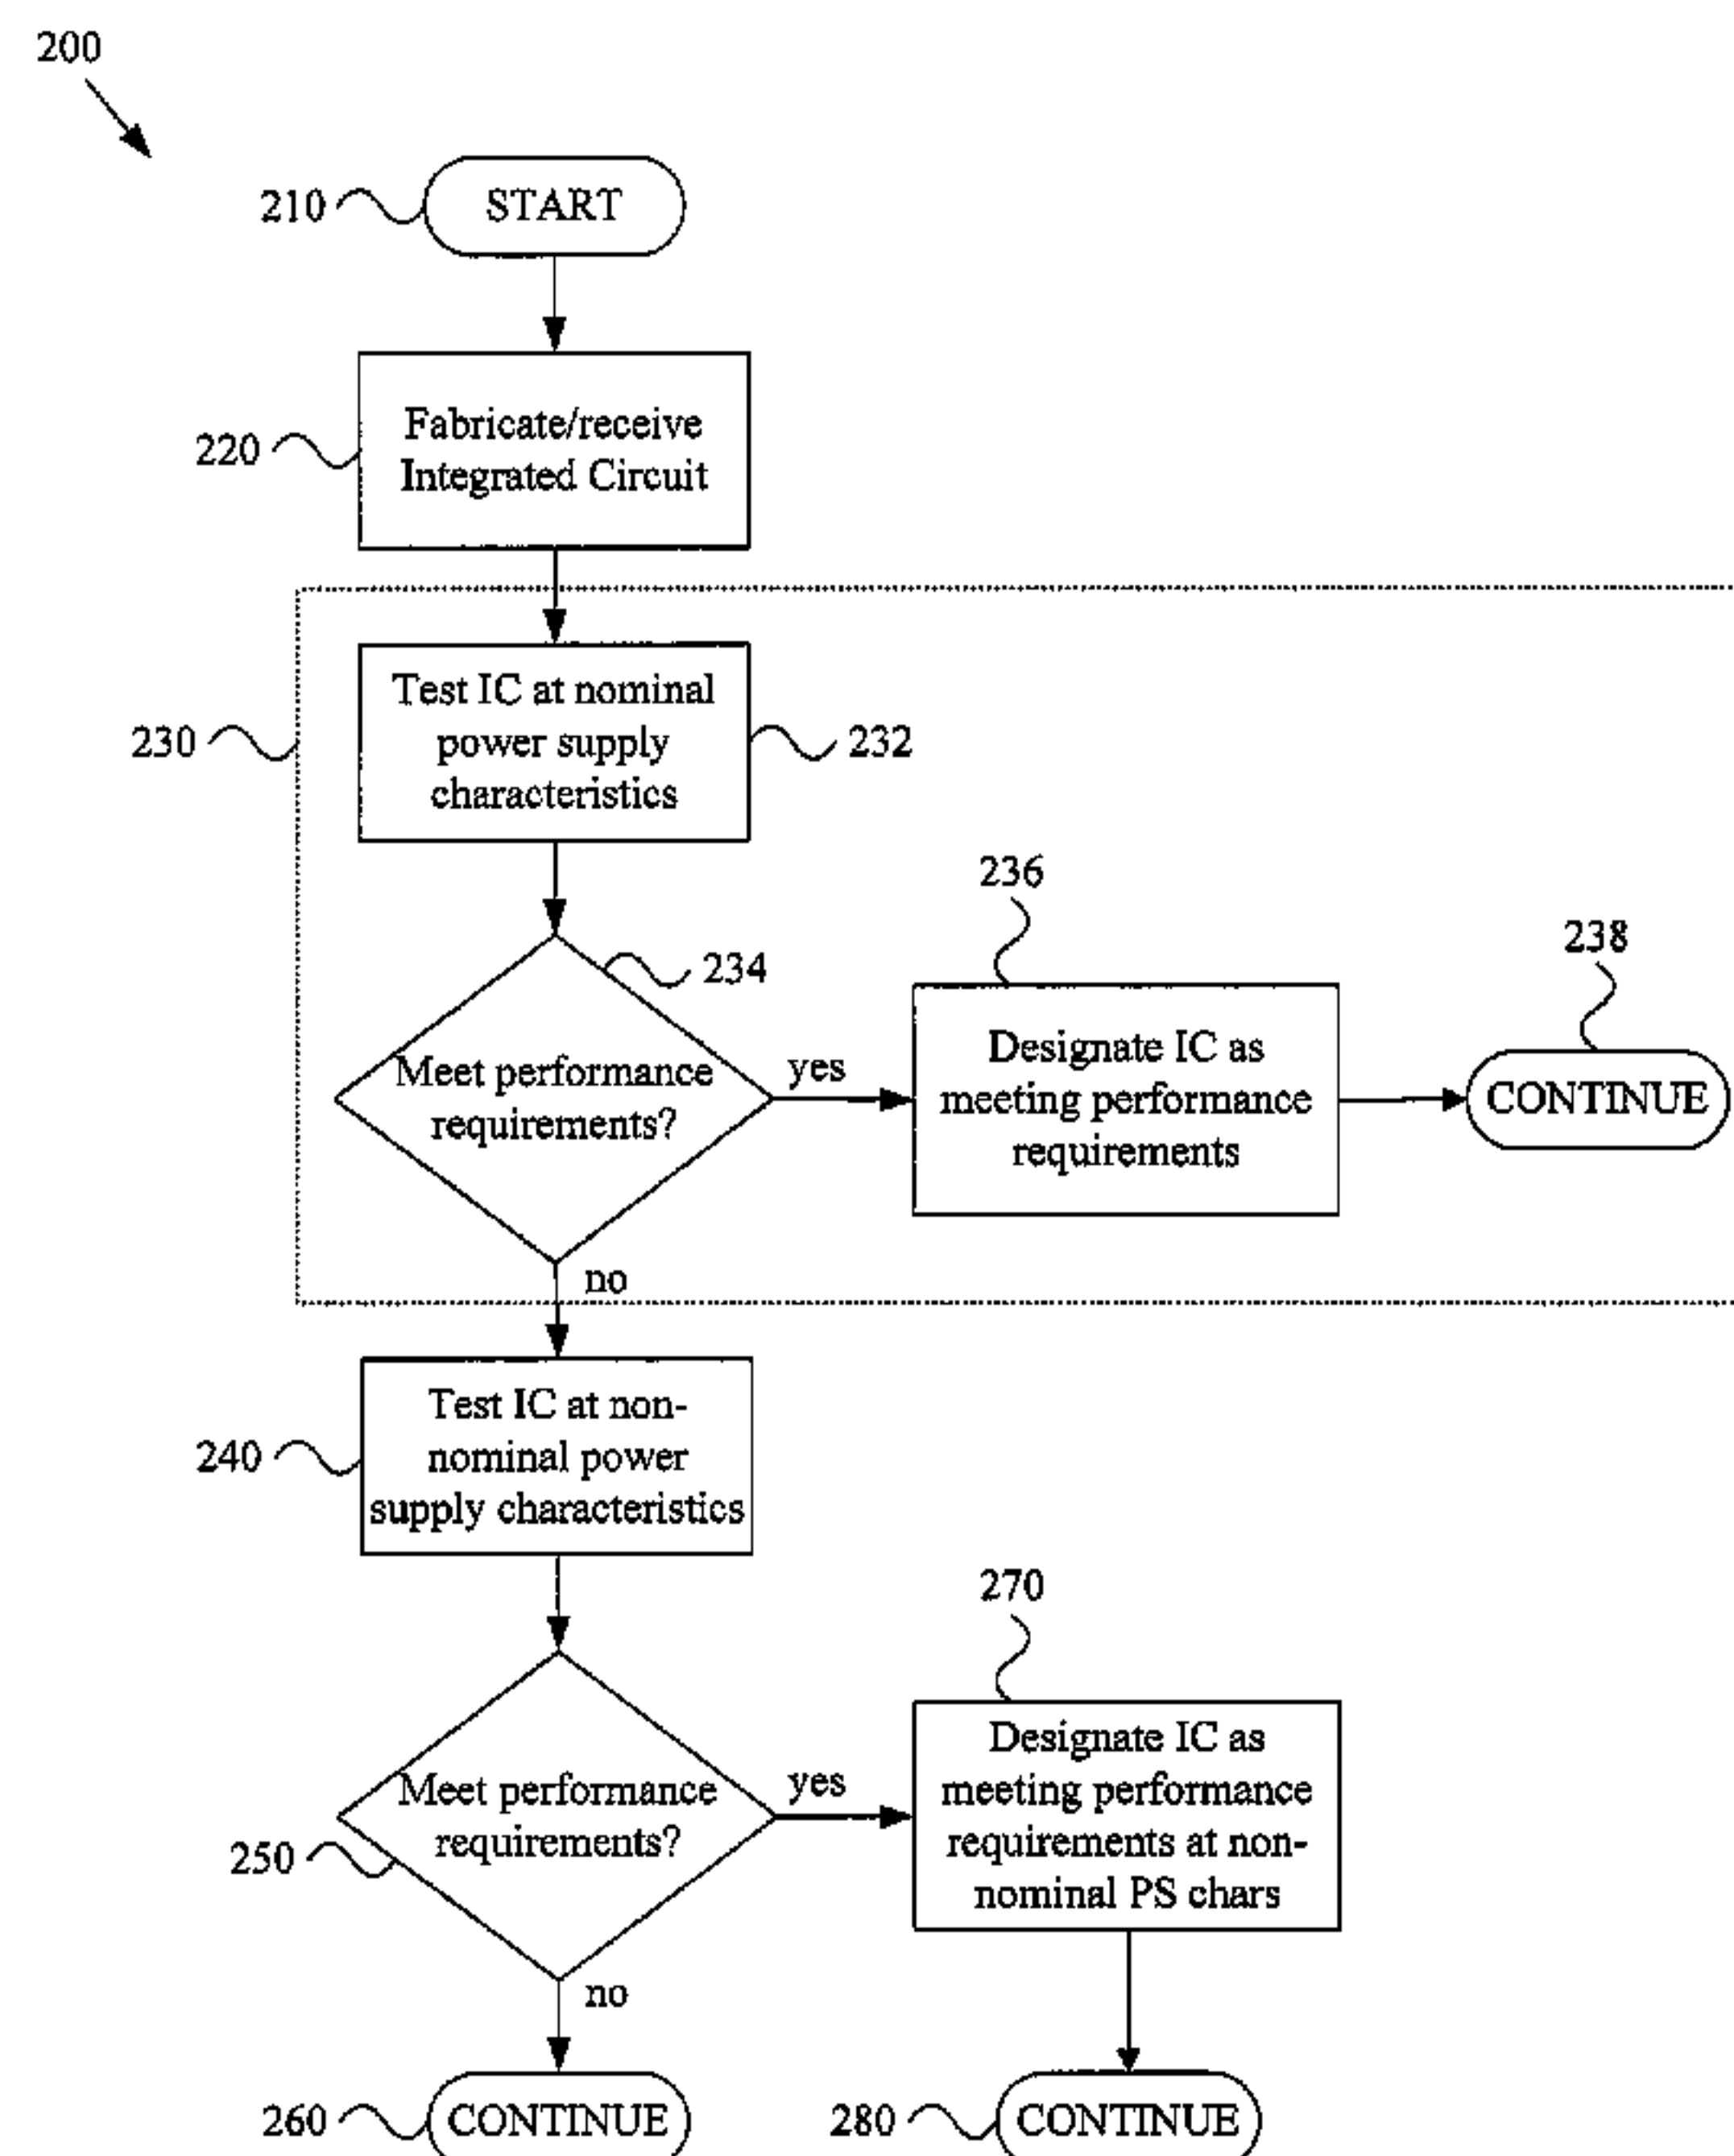 200
210
START
220
Fabricate/receive
Integrated Circuit
230
Test IC at nominal
power supply
characteristics
232
234
236
238
Meet performance
requirements?
yes
Designate IC as
meeting performance
requirements
CONTINUE
no
240
Test IC at non-
nominal power
supply characteristics
250
Meet performance
requirements?
yes
270
Designate IC as
meeting performance
requirements at non-
nominal PS chars
no
260
CONTINUE
280
CONTINUE